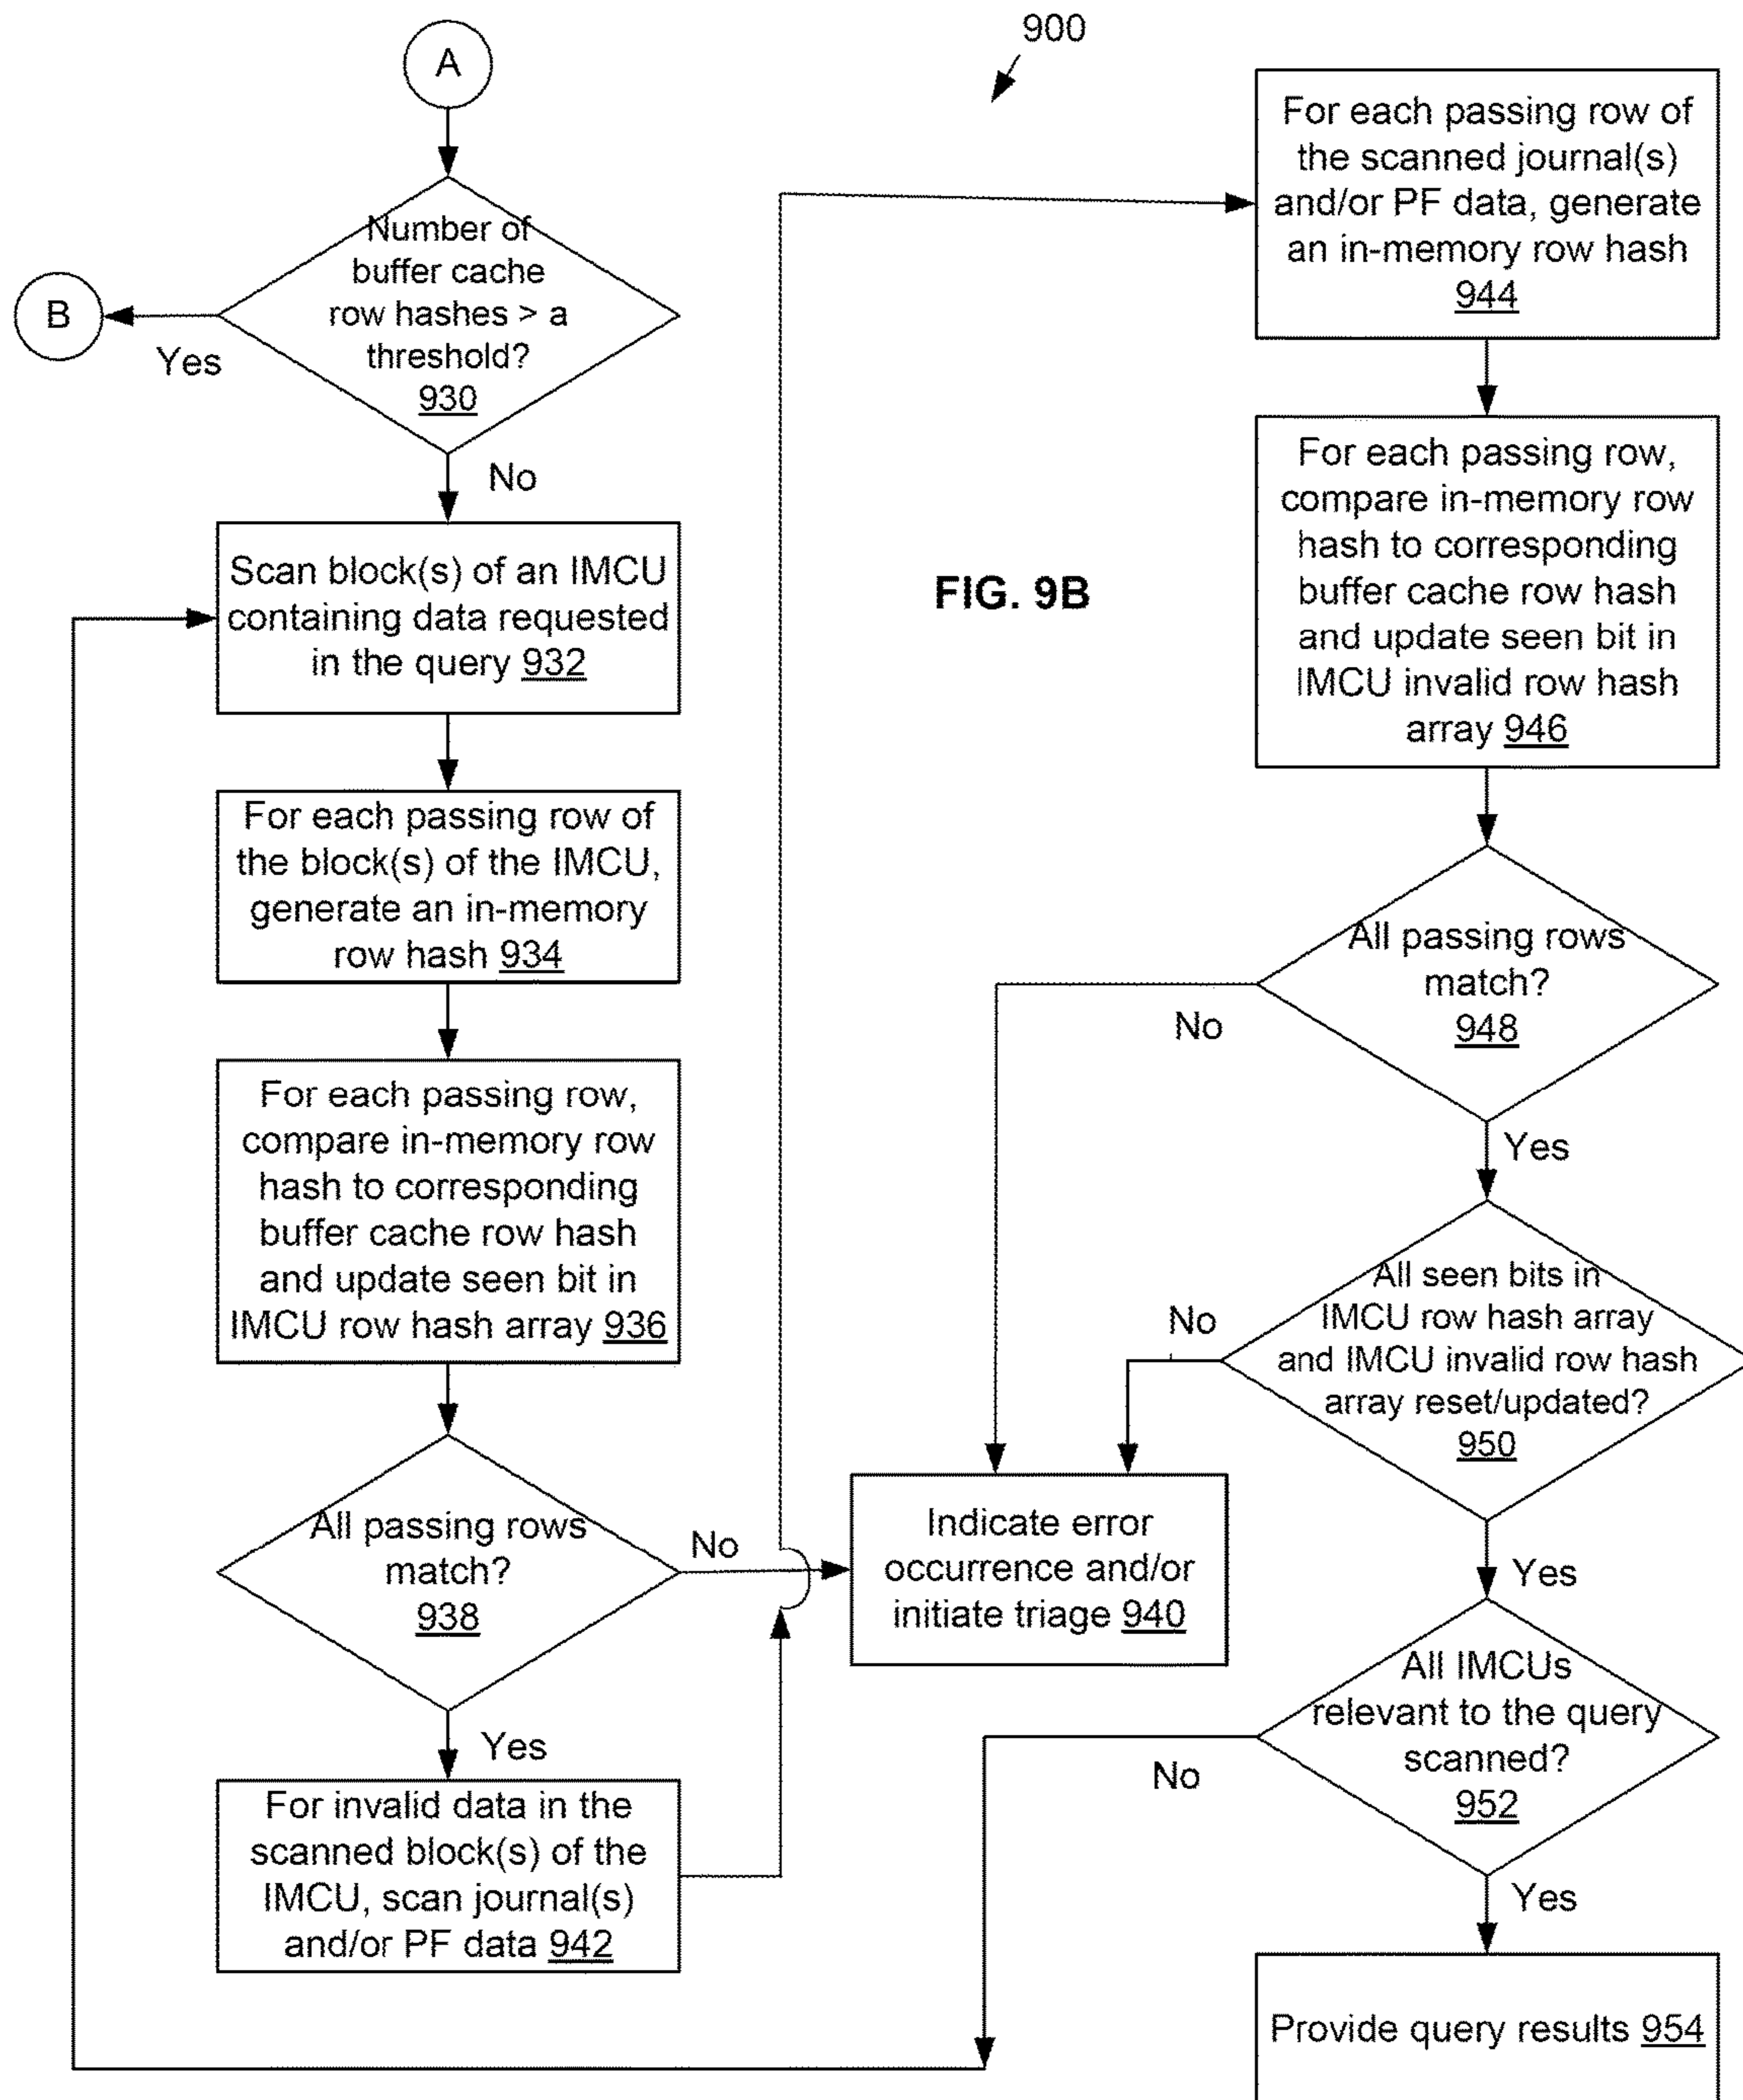 A
Number of
buffer cache
row hashes > a
threshold?
930
B
Yes
No
Scan block(s) of an IMCU
containing data requested
in the query 932
For each passing row of
the block(s) of the IMCU,
generate an in-memory
row hash 934
For each passing row,
compare in-memory row
hash to corresponding
buffer cache row hash
and update seen bit in
IMCU row hash array 936
All passing rows
match?
938
No
Yes
For invalid data in the
scanned block(s) of the
IMCU, scan journal(s)
and/or PF data 942
900
FIG. 9B
Indicate error
occurrence and/or
initiate triage 940
For each passing row of
the scanned journal(s)
and/or PF data, generate
an in-memory row hash
944
For each passing row,
compare in-memory row
hash to corresponding
buffer cache row hash
and update seen bit in
IMCU invalid row hash
array 946
All passing rows
match?
948
No
Yes
All seen bits in
IMCU row hash array
and IMCU invalid row hash
array reset/updated?
950
No
Yes
All IMCUs
relevant to the query
scanned?
952
No
Yes
Provide query results 954